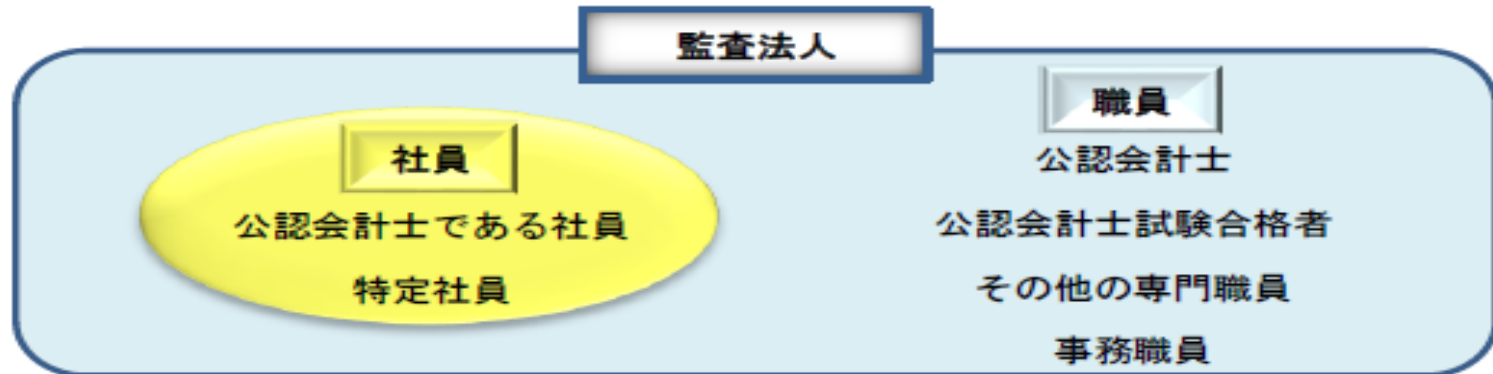 監査法人
社員
公認会計士である社員
特定社員
職員
公認会計士
公認会計士試験合格者
その他の専門職員
事務職員